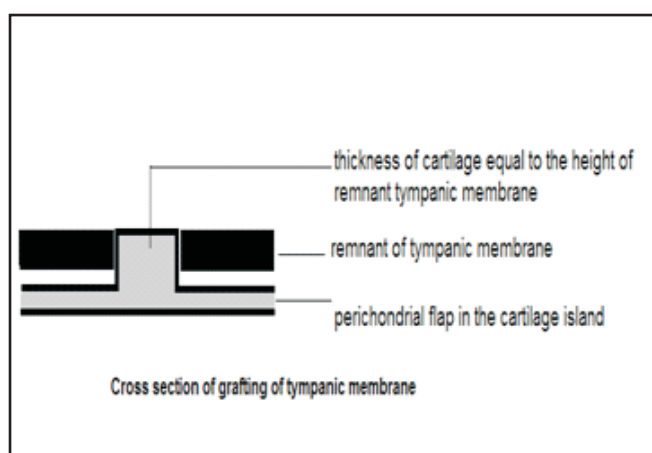 thickness of cartilage equal to the height of
remnant tympanic membrane
remnant of tympanic membrane
perichondrial flap in the cartilage island
Cross section of grafting of tympanic membrane